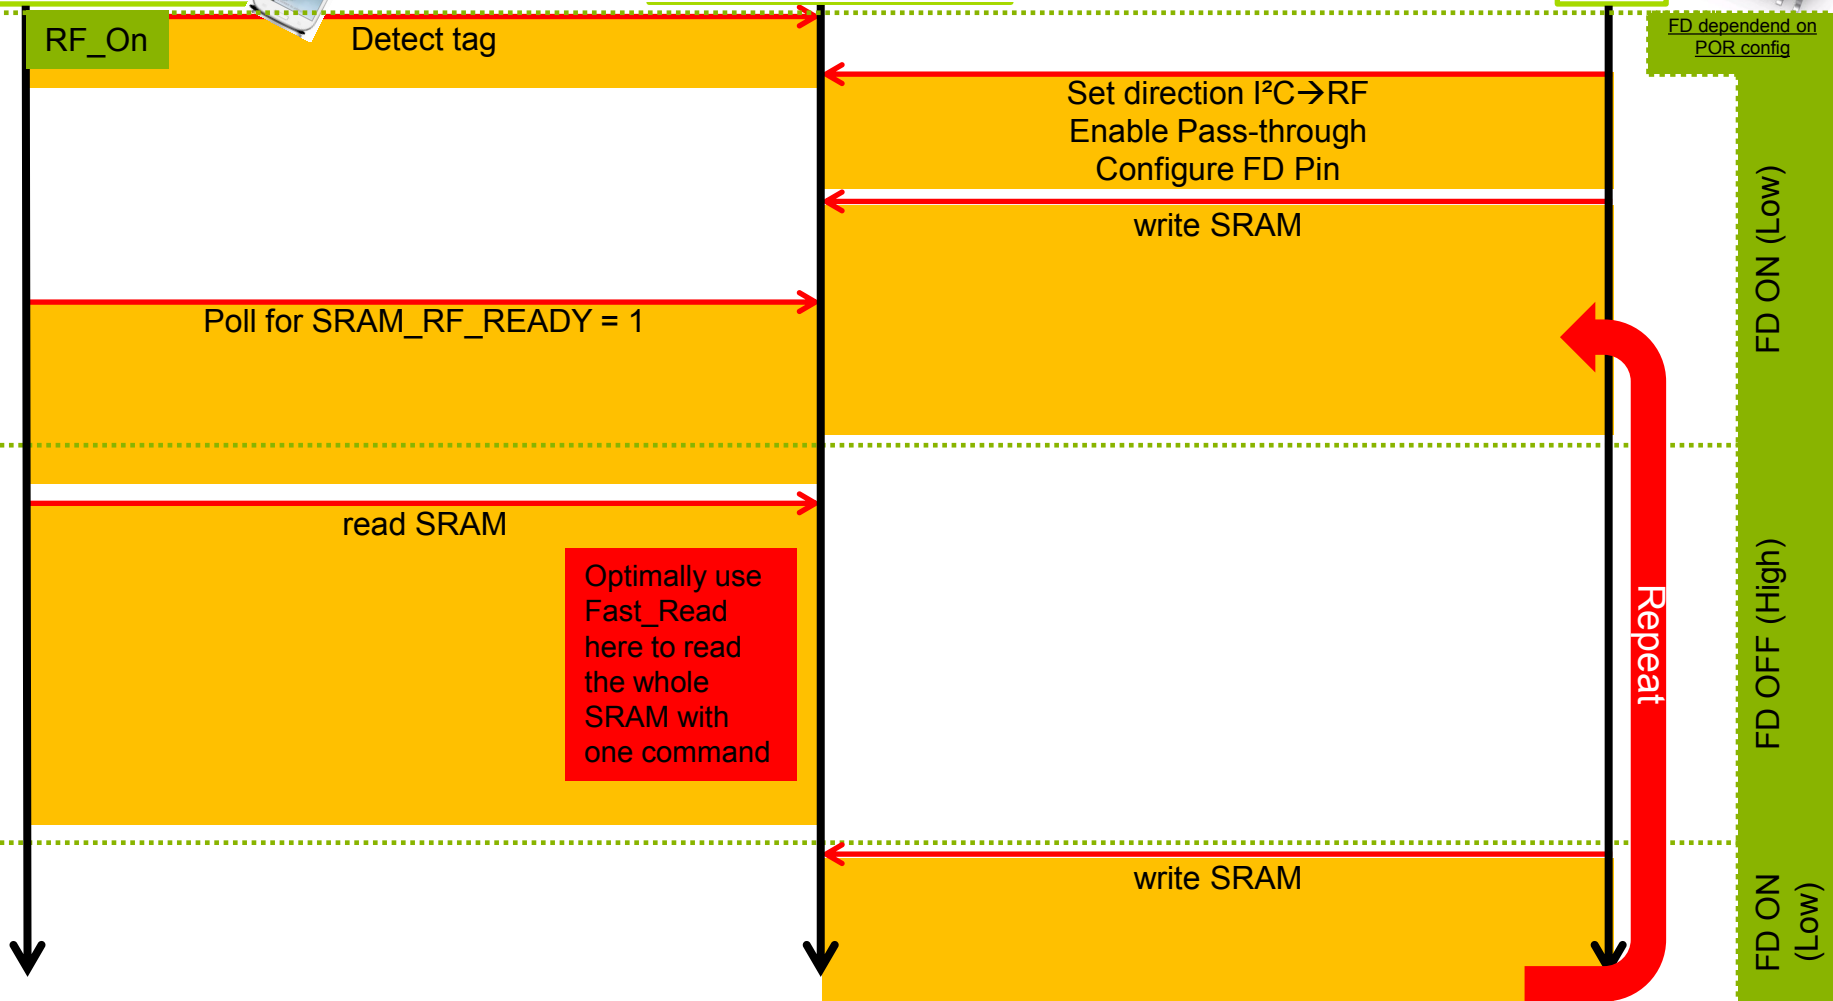 RF_On
Detect tag
FD dependend on
POR config
Set direction I²C→RF
Enable Pass-through
Configure FD Pin
write SRAM
FD ON (Low)
Poll for SRAM_RF_READY = 1
read SRAM
Optimally use
Fast_Read
here to read
the whole
SRAM with
one command
Repeat
FD OFF (High)
write SRAM
FD ON
(Low)